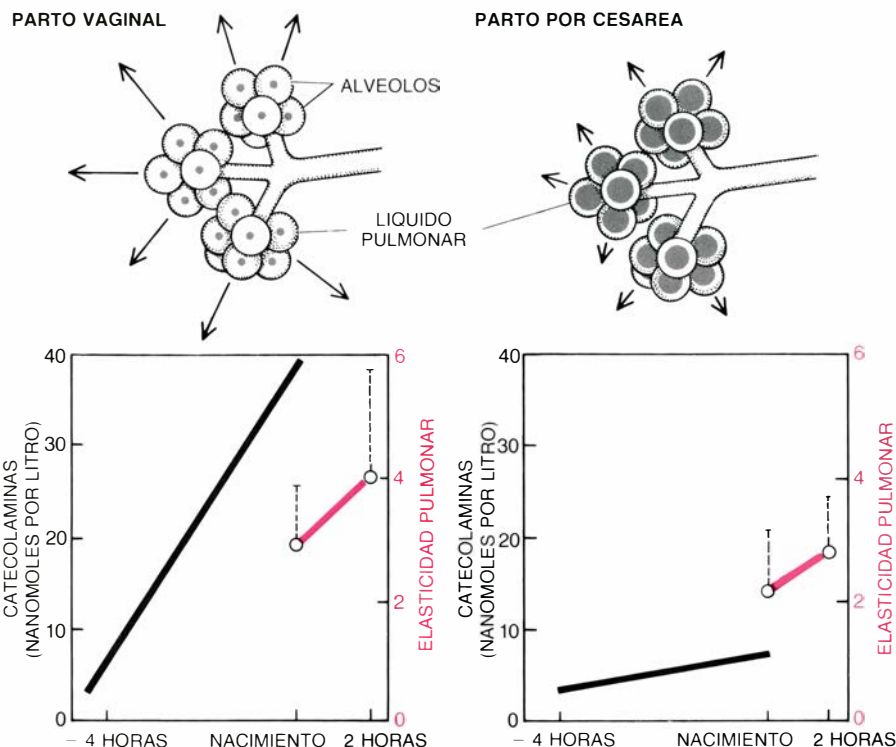 PARTO VAGINAL
PARTO POR CESAREA
ALVEOLOS
LIQUIDO
PULMONAR
40
30
20
10
0
CATECOLAMINAS
(NANOMOLES POR LITRO)
6
4
2
0
ELASTICIDAD PULMONAR
– 4 HORAS NACIMIENTO 2 HORAS
40
30
20
10
0
CATECOLAMINAS
(NANOMOLES POR LITRO)
6
4
2
0
ELASTICIDAD PULMONAR
– 4 HORAS NACIMIENTO 2 HORAS